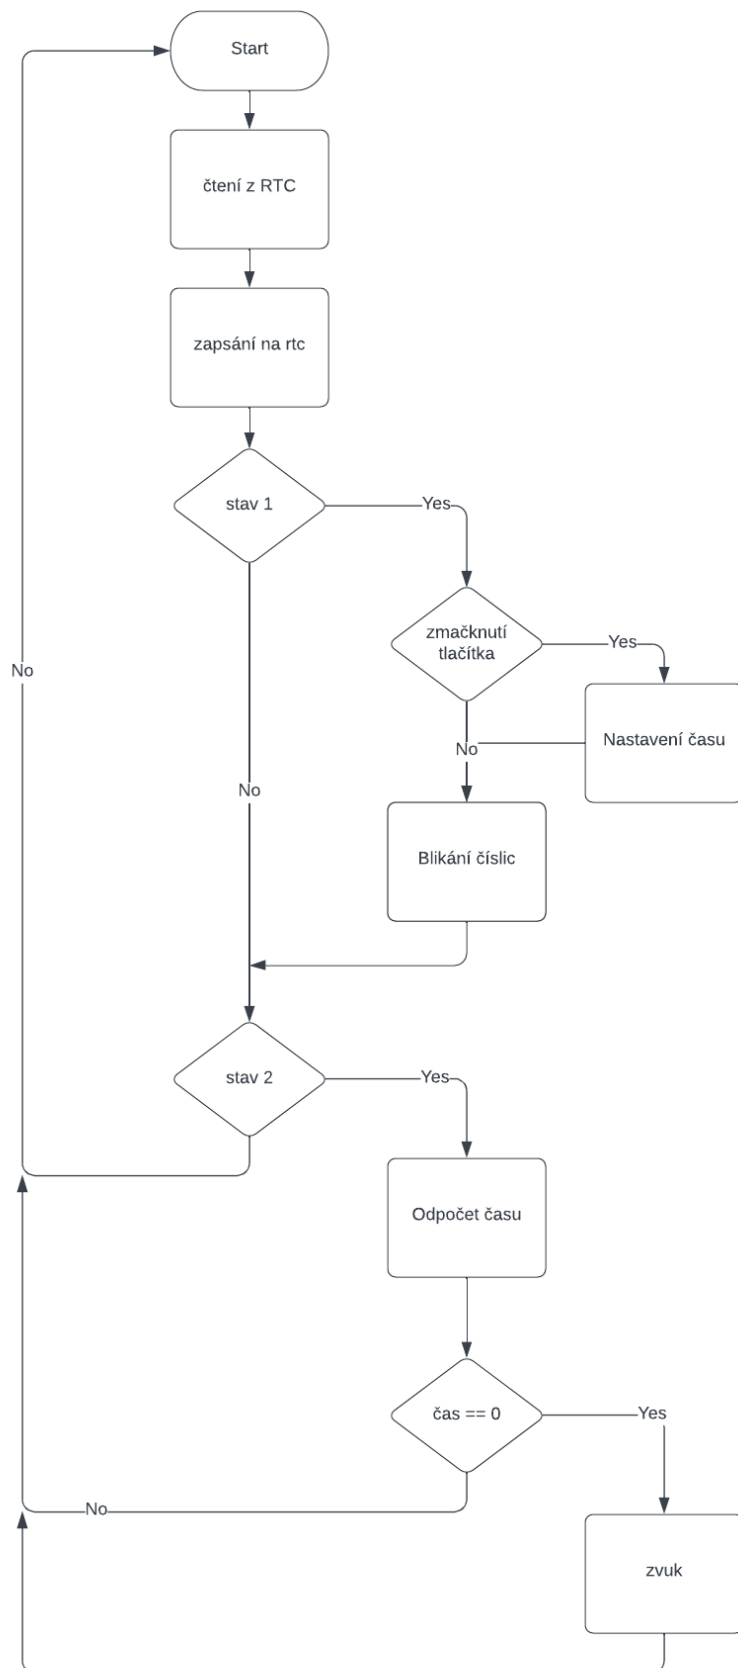 Start
čtení z RTC
zapsání na rtc
stav 1
Yes
zmačknutí
tlačítka
Yes
No
Nastavení času
No
No
Blikání číslic
stav 2
Yes
Odpočet času
čas == 0
Yes
No
zvuk